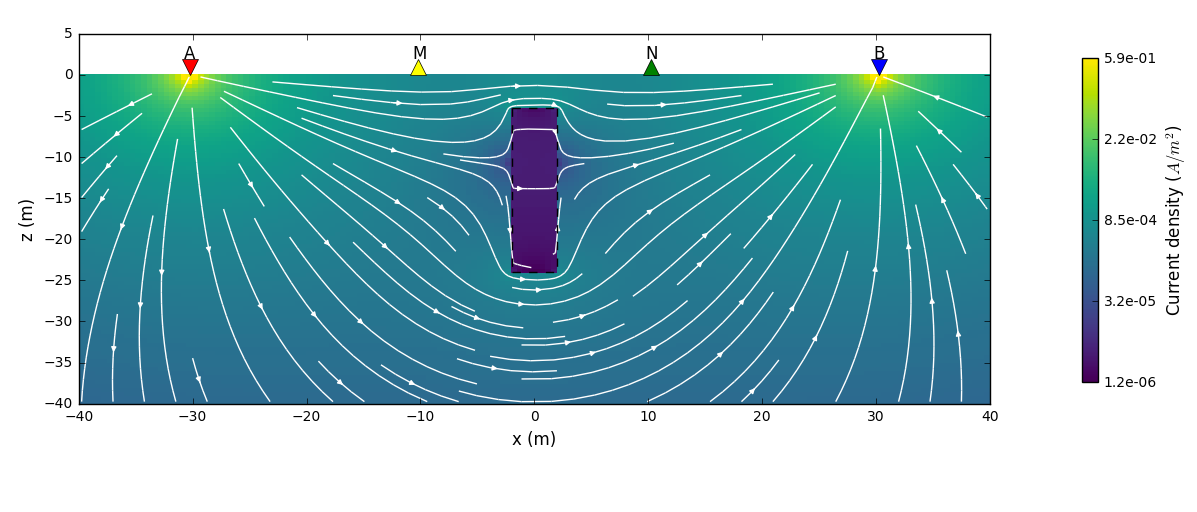 A M N B
5
0
−5
−10
−15
−20
−25
−30
−35
−40
z (m)
−40 −30 −20 −10 0 10 20 30 40
x (m)
5.9e-01
2.2e-02
8.5e-04
3.2e-05
1.2e-06
Current density (A/m²)